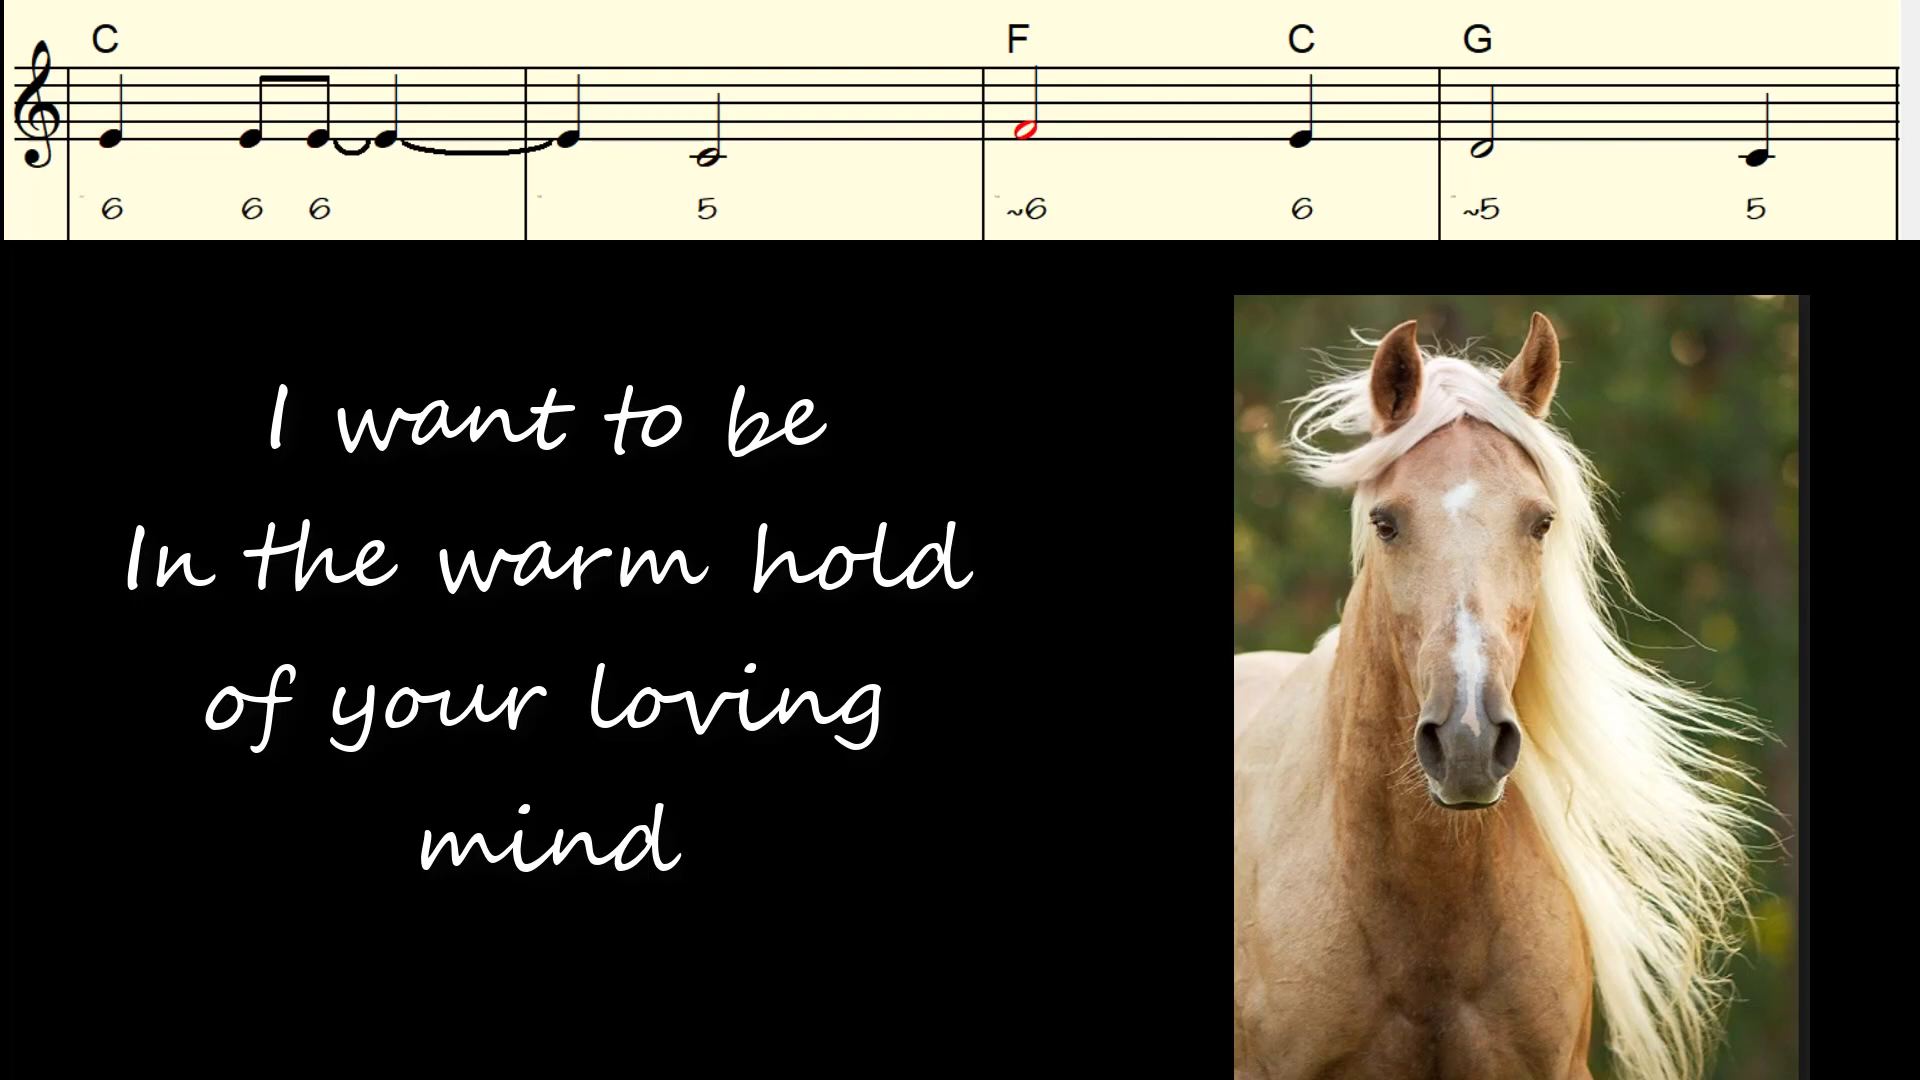 C F C G
6 6 6 5 ~6 6 ~5 5
I want to be
In the warm hold
of your loving
mind